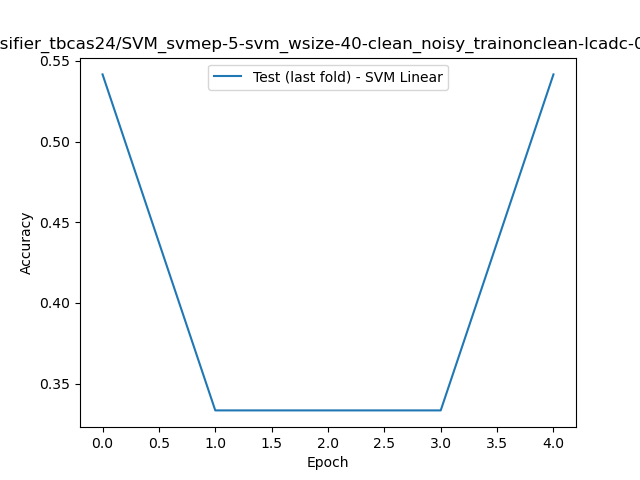 sifier_tbcas24/SVM_svmep-5-svm_wsize-40-clean_noisy_trainonclean-lcadc-0
Test (last fold) - SVM Linear
0.55
0.50
0.45
0.40
0.35
Accuracy
0.0 0.5 1.0 1.5 2.0 2.5 3.0 3.5 4.0
Epoch